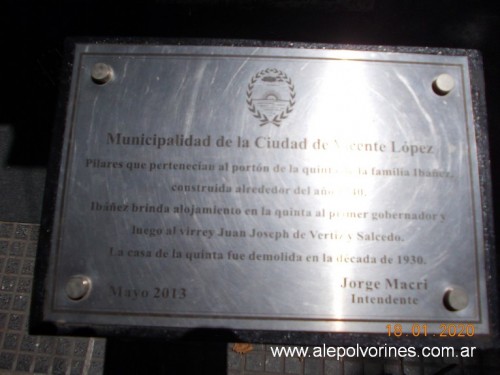 Municipalidad de la Ciudad de Vicente López
Pilares que pertenecían al portón de la quinta de la familia Ibáñez,
construida alrededor del año
Ibáñez brinda alojamiento en la quinta al primer gobernador y
luego al virrey Juan Joseph de Vertiz y Salcedo.
La casa de la quinta fue demolida en la década de 1930.
Mayo 2013
Jorge Macri
Intendente
18.01.2020
www.alepolvorines.com.ar